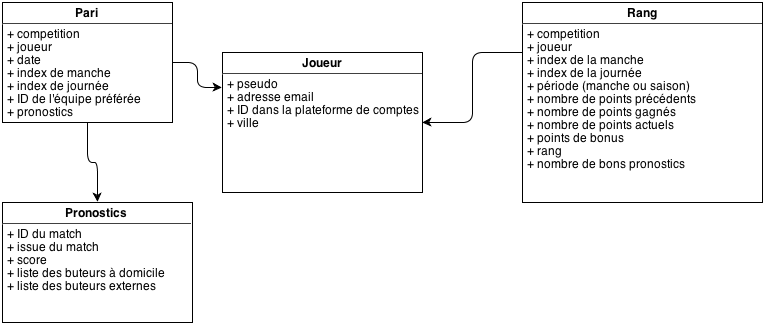 Pari
+ competition
+ joueur
+ date
+ index de manche
+ index de journée
+ ID de l'équipe préférée
+ pronostics
Joueur
+ pseudo
+ adresse email
+ ID dans la plateforme de comptes
+ ville
Rang
+ competition
+ joueur
+ index de la manche
+ index de la journée
+ période (manche ou saison)
+ nombre de points précédents
+ nombre de points gagnés
+ nombre de points actuels
+ points de bonus
+ rang
+ nombre de bons pronostics
Pronostics
+ ID du match
+ issue du match
+ score
+ liste des buteurs à domicile
+ liste des buteurs externes